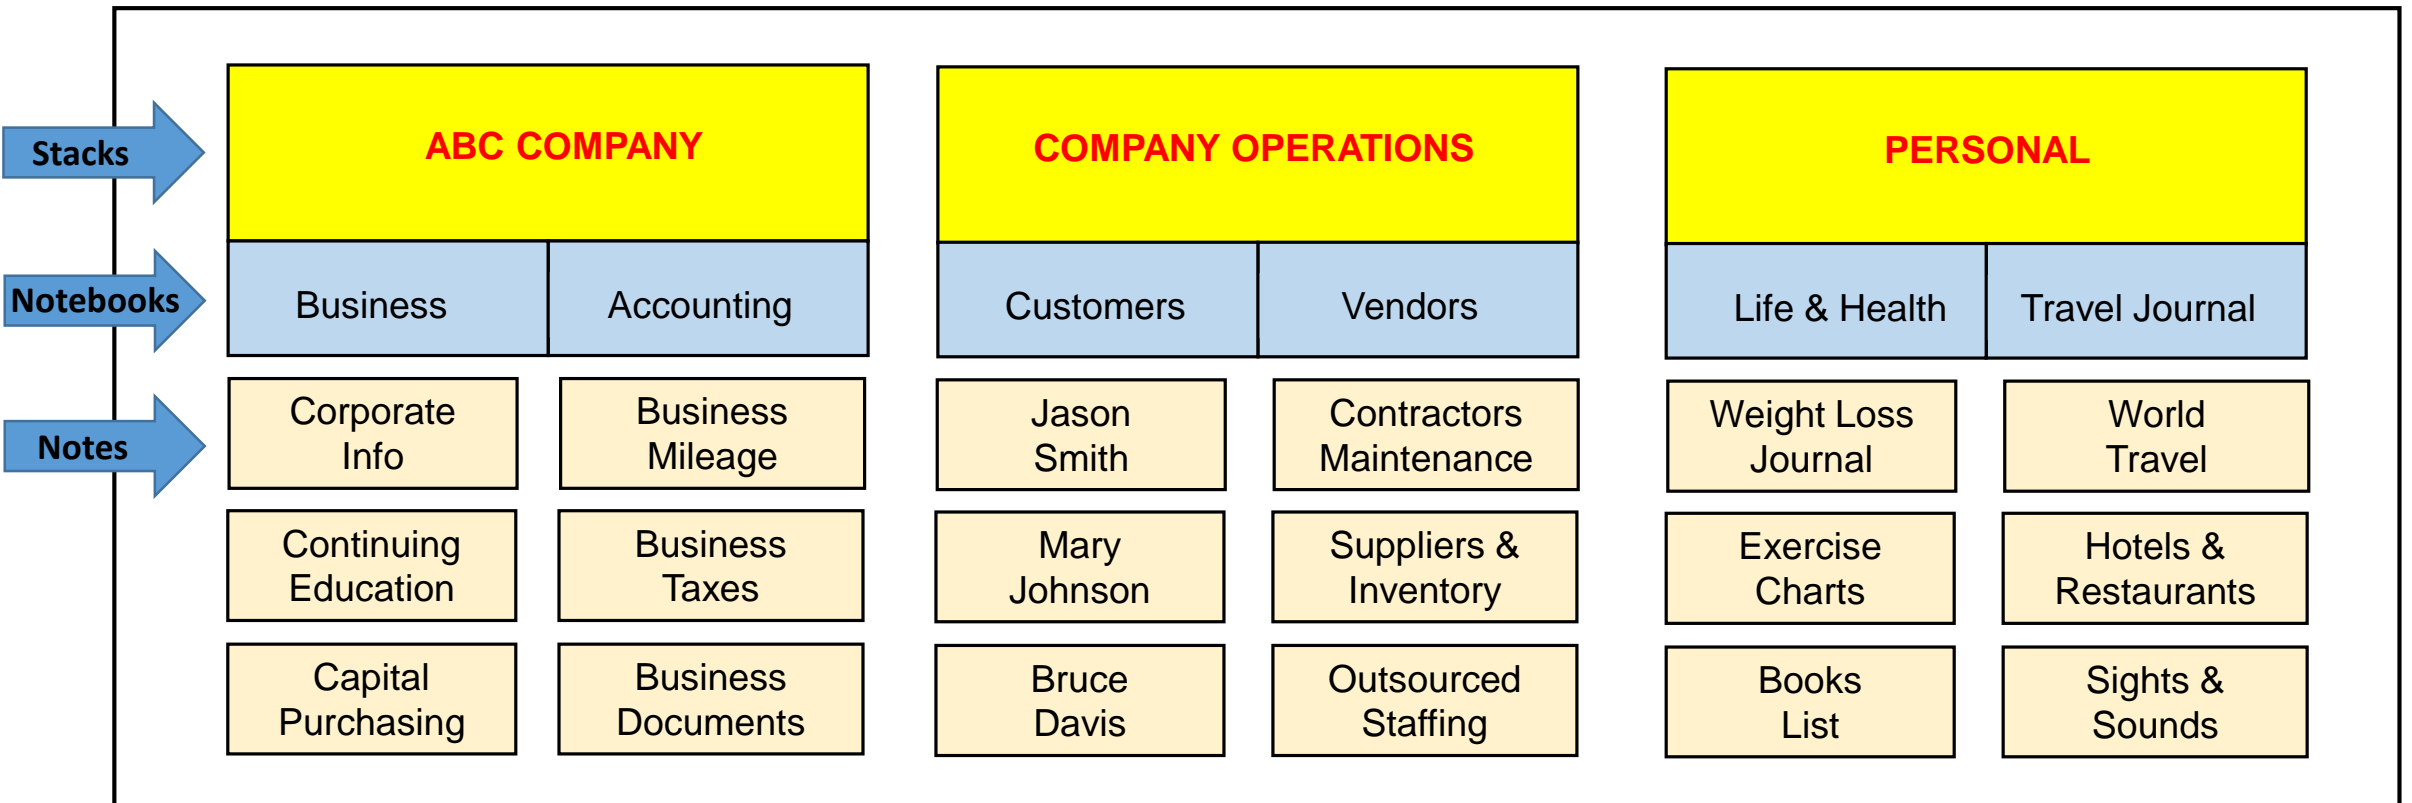 Stacks
ABC COMPANY
COMPANY OPERATIONS
PERSONAL
Notebooks
Business
Accounting
Customers
Vendors
Life & Health
Travel Journal
Notes
Corporate
Info
Business
Mileage
Jason
Smith
Contractors
Maintenance
Weight Loss
Journal
World
Travel
Continuing
Education
Business
Taxes
Mary
Johnson
Suppliers &
Inventory
Exercise
Charts
Hotels &
Restaurants
Capital
Purchasing
Business
Documents
Bruce
Davis
Outsourced
Staffing
Books
List
Sights &
Sounds